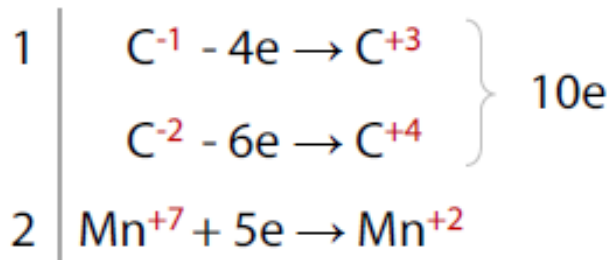 1 C⁻¹ - 4e → C⁺³
C⁻² - 6e → C⁺⁴
10e
2 Mn⁺⁷ + 5e → Mn⁺²